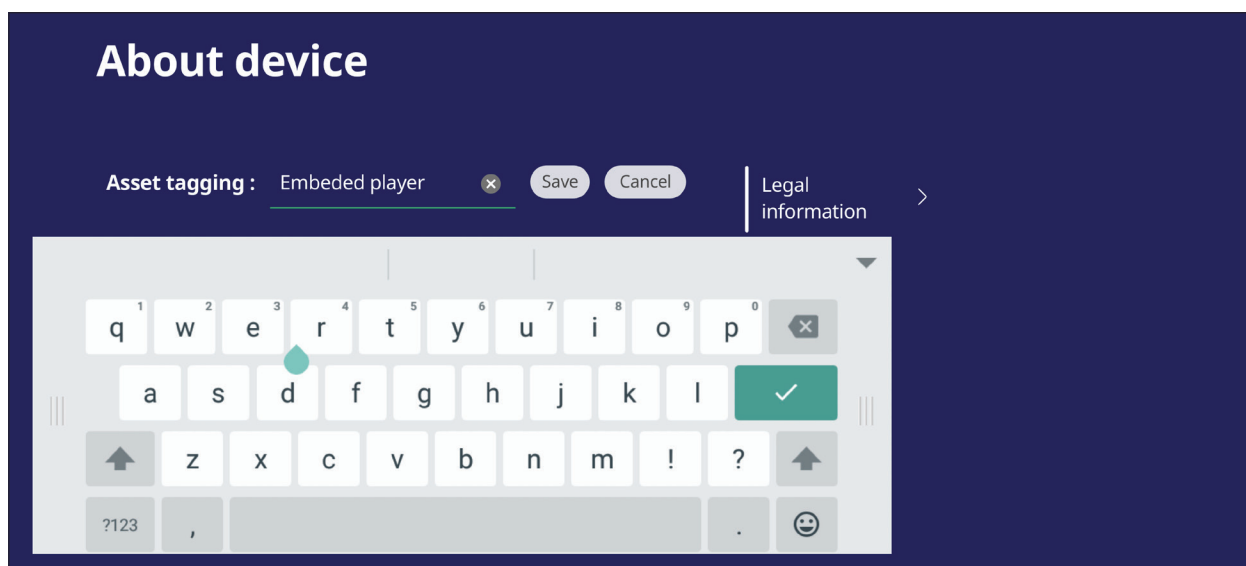 About device
Asset tagging : Embeded player Save Cancel
Legal
information
1 2 3 4 5 6 7 8 9 0
q w e r t y u i o p
a s d f g h j k l
z x c v b n m ! ?
?123 , .